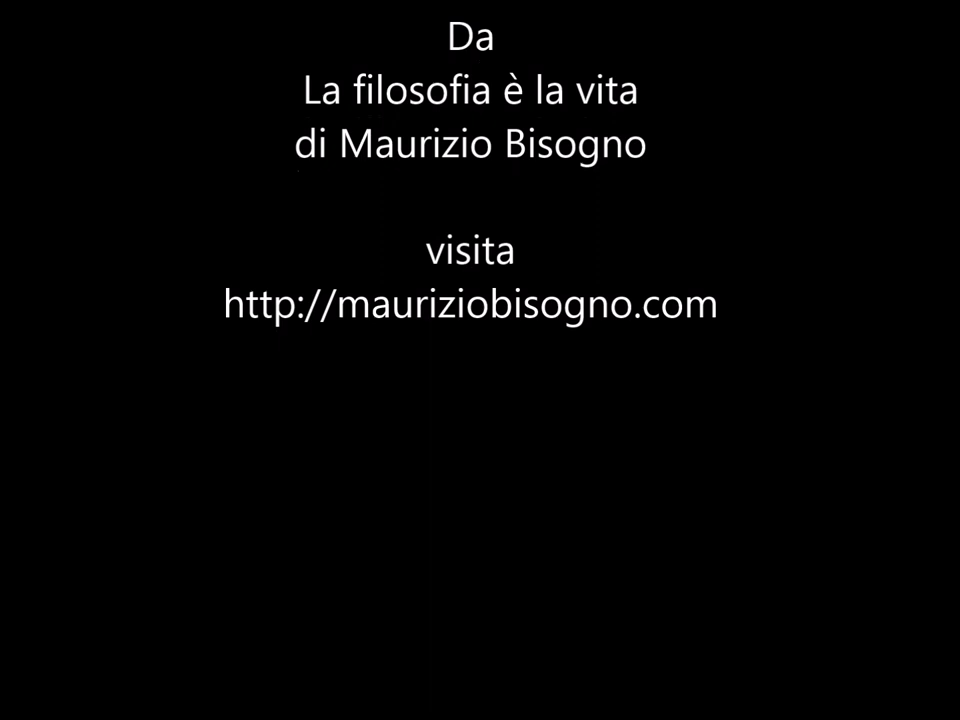 Da
La filosofia è la vita
di Maurizio Bisogno
visita
http://mauriziobisogno.com